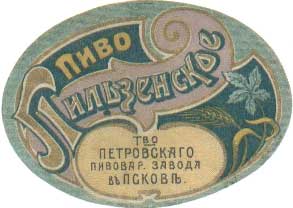 ПИВО
Пильзенское
Т-ВО
ПЕТРОВСКАГО
ПИВОВАР. ЗАВОДА
въ ПСКОВѢ.